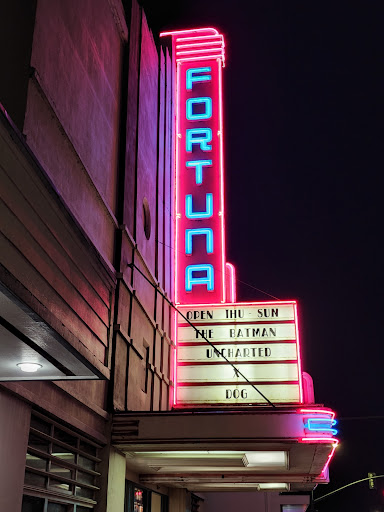 FORTUNA
OPEN THU - SUN
THE BATMAN
UNCHARTED
DOG